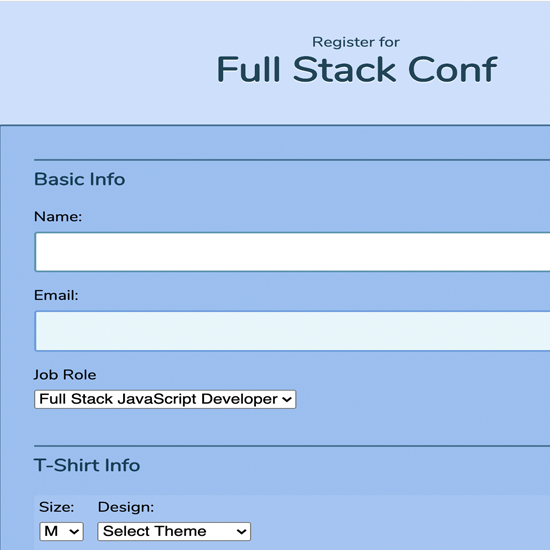 Register for
Full Stack Conf
Basic Info
Name:
Email:
Job Role
Full Stack JavaScript Developer
T-Shirt Info
Size: Design:
M Select Theme